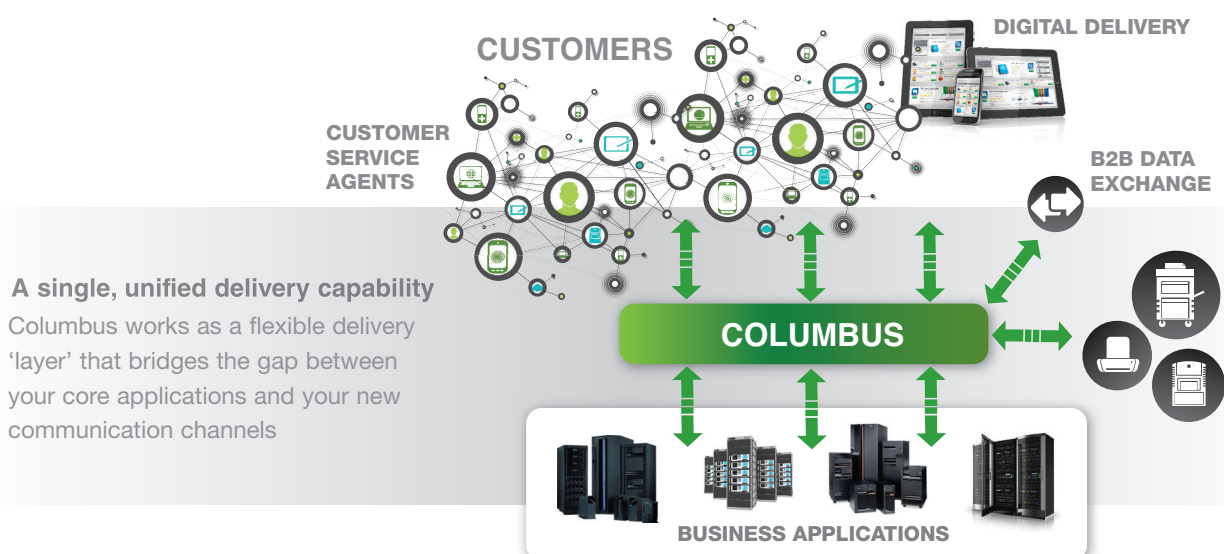 DIGITAL DELIVERY
CUSTOMERS
CUSTOMER
SERVICE
AGENTS
B2B DATA
EXCHANGE
A single, unified delivery capability
Columbus works as a flexible delivery
‘layer’ that bridges the gap between
your core applications and your new
communication channels
COLUMBUS
BUSINESS APPLICATIONS